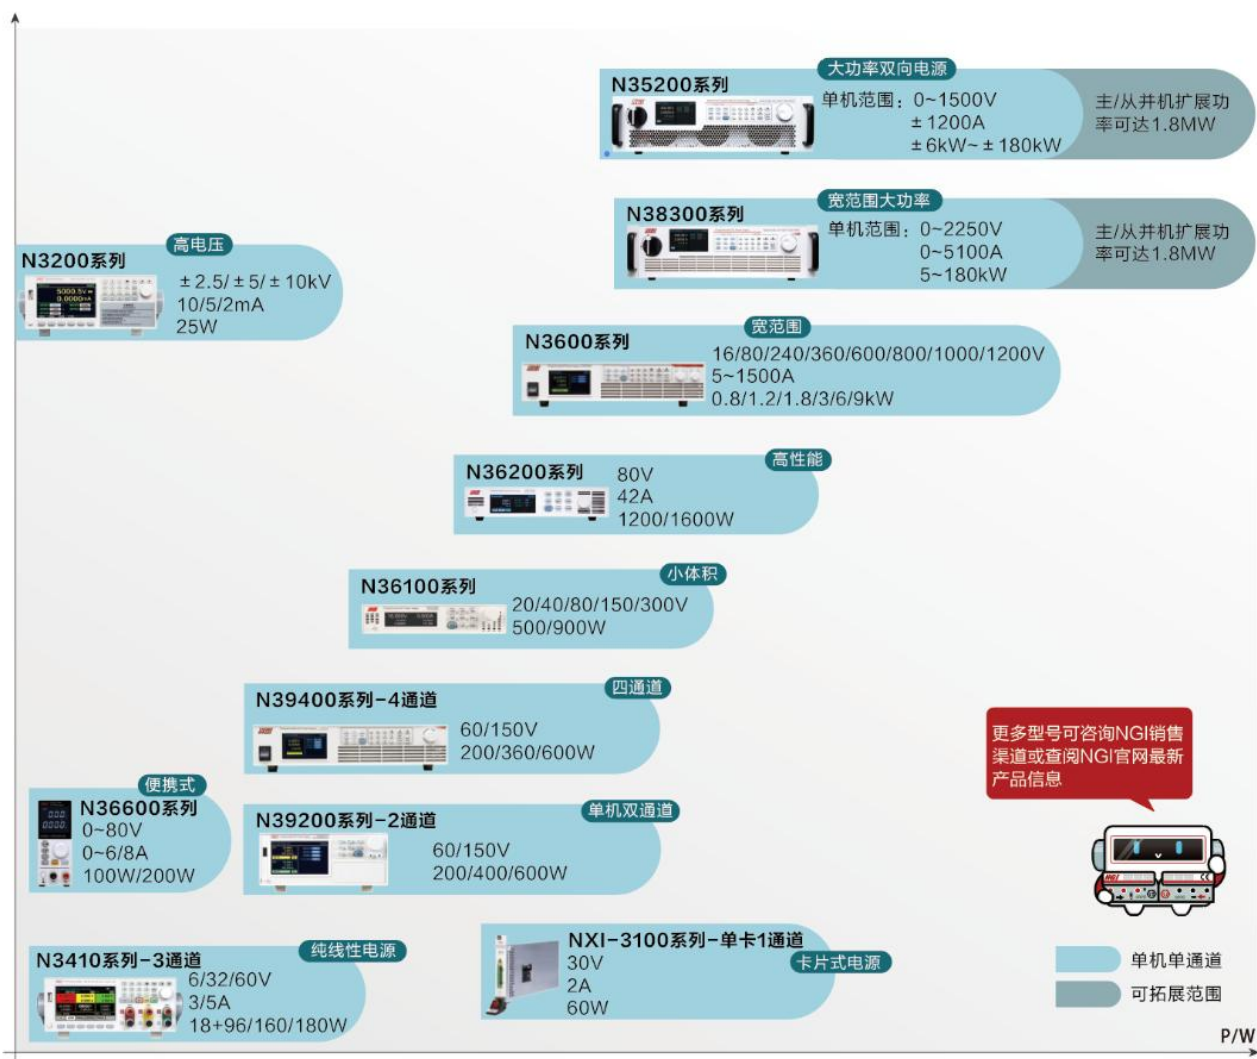 大功率双向电源
N35200系列
单机范围：0~1500V
±1200A
±6kW~±180kW
主/从并机扩展功
率可达1.8MW
宽范围大功率
N38300系列
单机范围：0~2250V
0~5100A
5~180kW
主/从并机扩展功
率可达1.8MW
高电压
N3200系列
±2.5/±5/±10kV
10/5/2mA
25W
宽范围
N3600系列
16/80/240/360/600/800/1000/1200V
5~1500A
0.8/1.2/1.8/3/6/9kW
高性能
N36200系列
80V
42A
1200/1600W
小体积
N36100系列
20/40/80/150/300V
500/900W
四通道
N39400系列-4通道
60/150V
200/360/600W
更多型号可咨询NGI销售
渠道或查阅NGI官网最新
产品信息
便携式
N36600系列
0~80V
0~6/8A
100W/200W
单机双通道
N39200系列-2通道
60/150V
200/400/600W
NGI
CE
纯线性电源
N3410系列-3通道
6/32/60V
3/5A
18+96/160/180W
NXI-3100系列-单卡1通道
卡片式电源
30V
2A
60W
单机单通道
可拓展范围
P/W